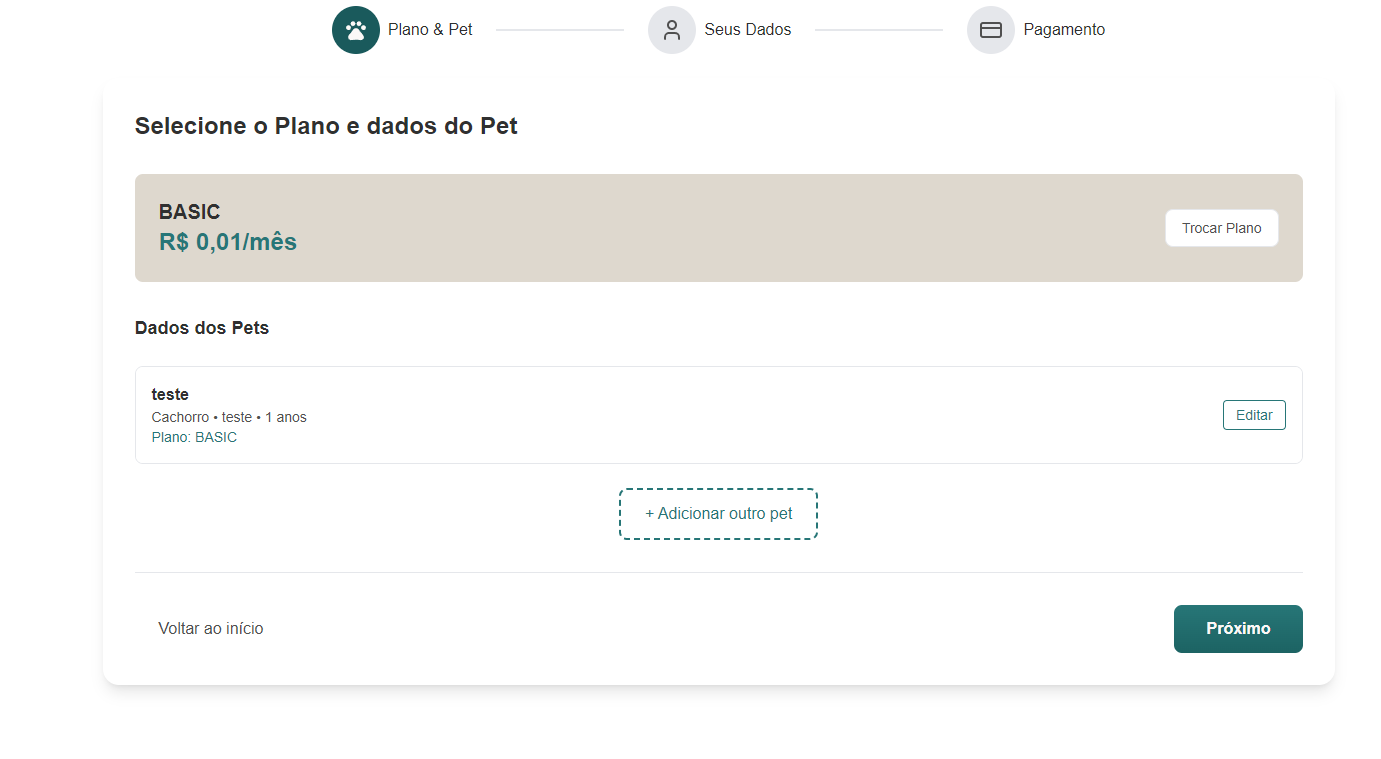 Plano & Pet
Seus Dados
Pagamento
Selecione o Plano e dados do Pet
BASIC
R$ 0,01/mês
Trocar Plano
Dados dos Pets
teste
Cachorro • teste • 1 anos
Plano: BASIC
Editar
+ Adicionar outro pet
Voltar ao início
Próximo